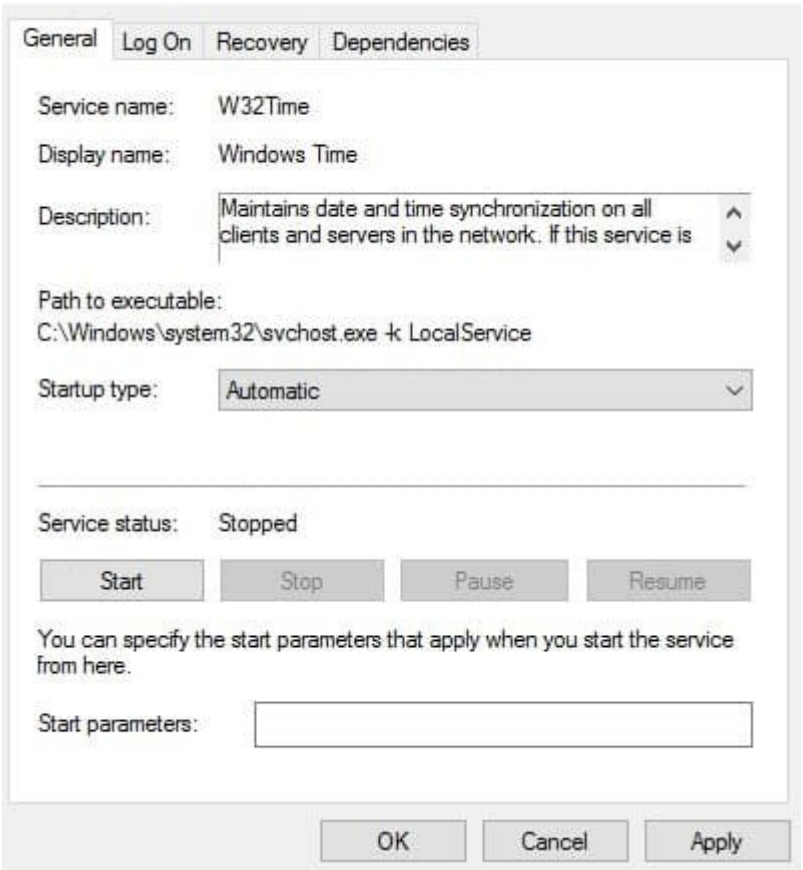 General Log On Recovery Dependencies
Service name: W32Time
Display name: Windows Time
Description: Maintains date and time synchronization on all
clients and servers in the network. If this service is
Path to executable:
C:\Windows\system32\svchost.exe -k LocalService
Startup type: Automatic
Service status: Stopped
Start Stop Pause Resume
You can specify the start parameters that apply when you start the service
from here.
Start parameters:
OK Cancel Apply